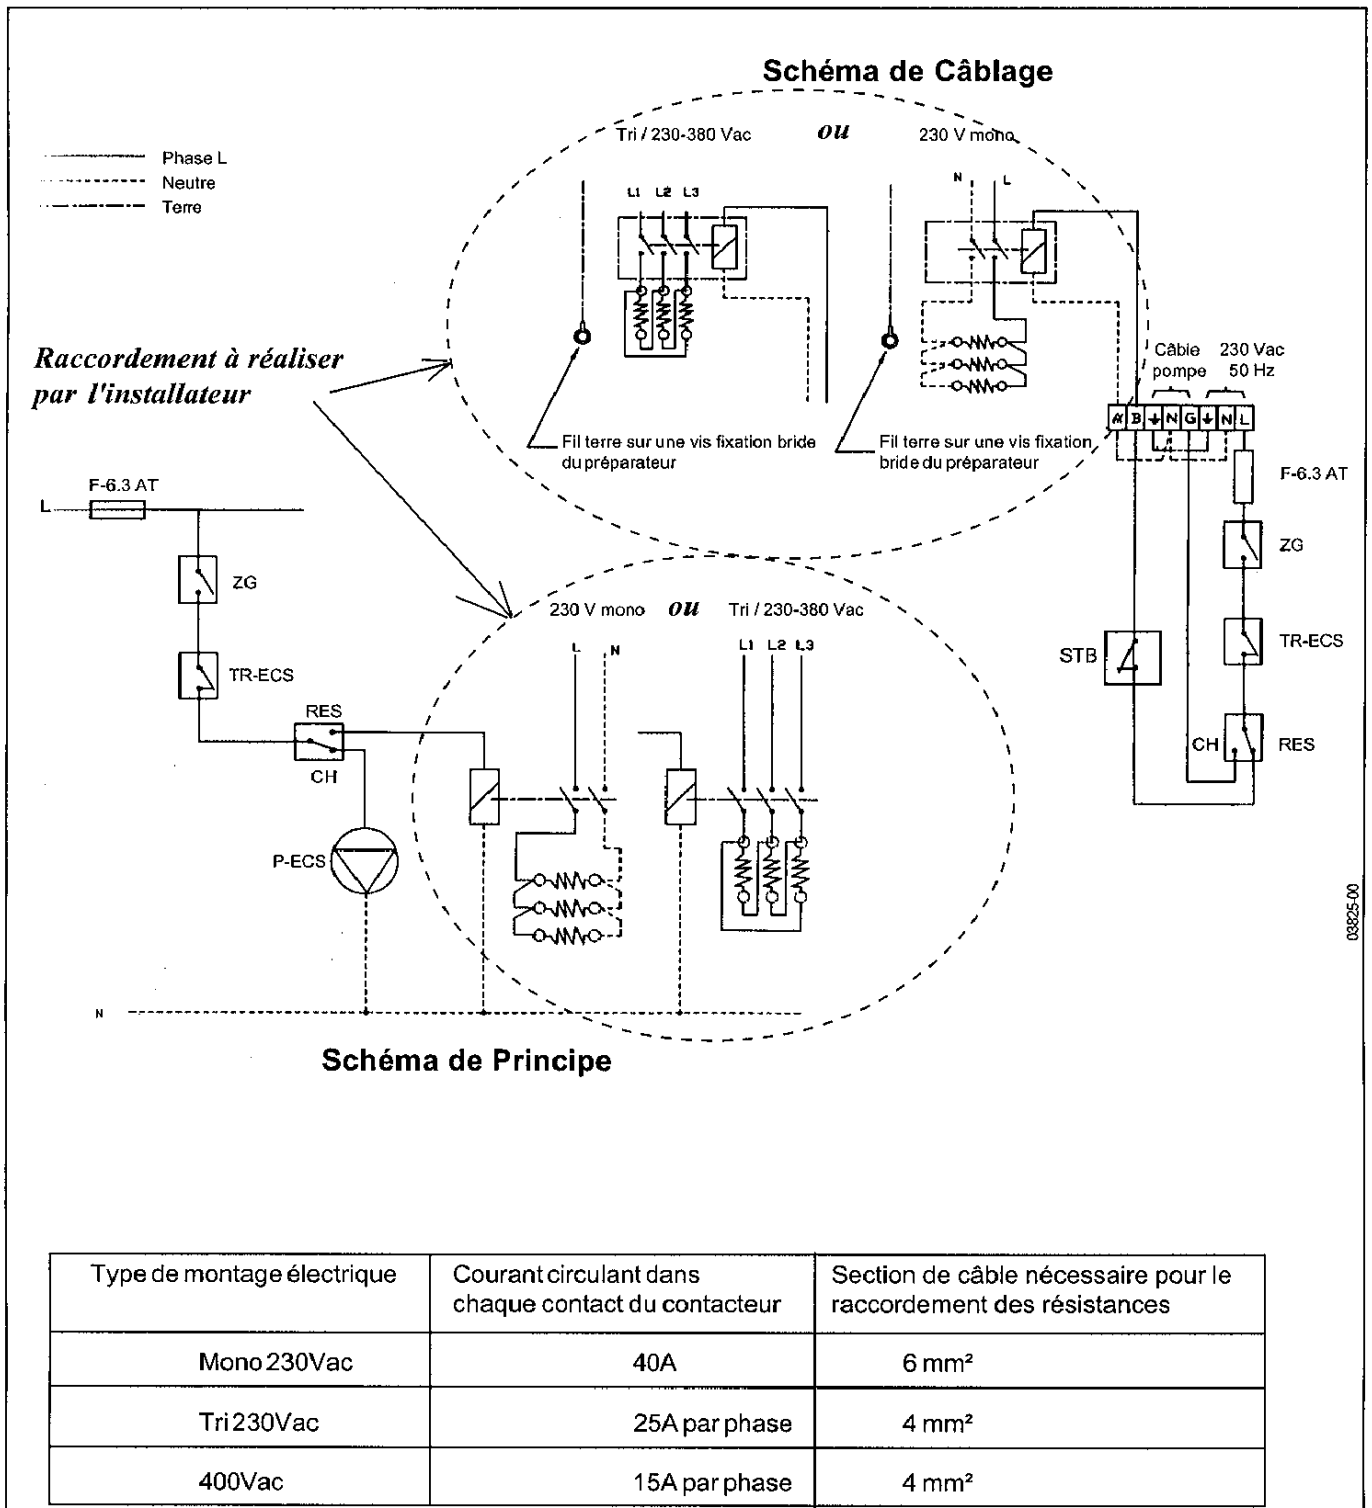 Schéma de Câblage
Tri / 230-380 Vac
ou
230 V mono
Phase L
Neutre
Terre
L1 L2 L3
N L
Raccordement à réaliser
par l'installateur
Câble
pompe
230 Vac
50 Hz
A B N G N L
Fil terre sur une vis fixation bride
du préparateur
Fil terre sur une vis fixation
bride du préparateur
F-6.3 AT
L
F-6.3 AT
ZG
ZG
230 V mono
ou
Tri / 230-380 Vac
L N
L1 L2 L3
TR-ECS
STB
TR-ECS
RES
CH
CH
RES
P-ECS
03825-00
N
Schéma de Principe
Type de montage électrique
Courant circulant dans
chaque contact du contacteur
Section de câble nécessaire pour le
raccordement des résistances
Mono 230Vac
40A
6 mm²
Tri 230Vac
25A par phase
4 mm²
400Vac
15A par phase
4 mm²